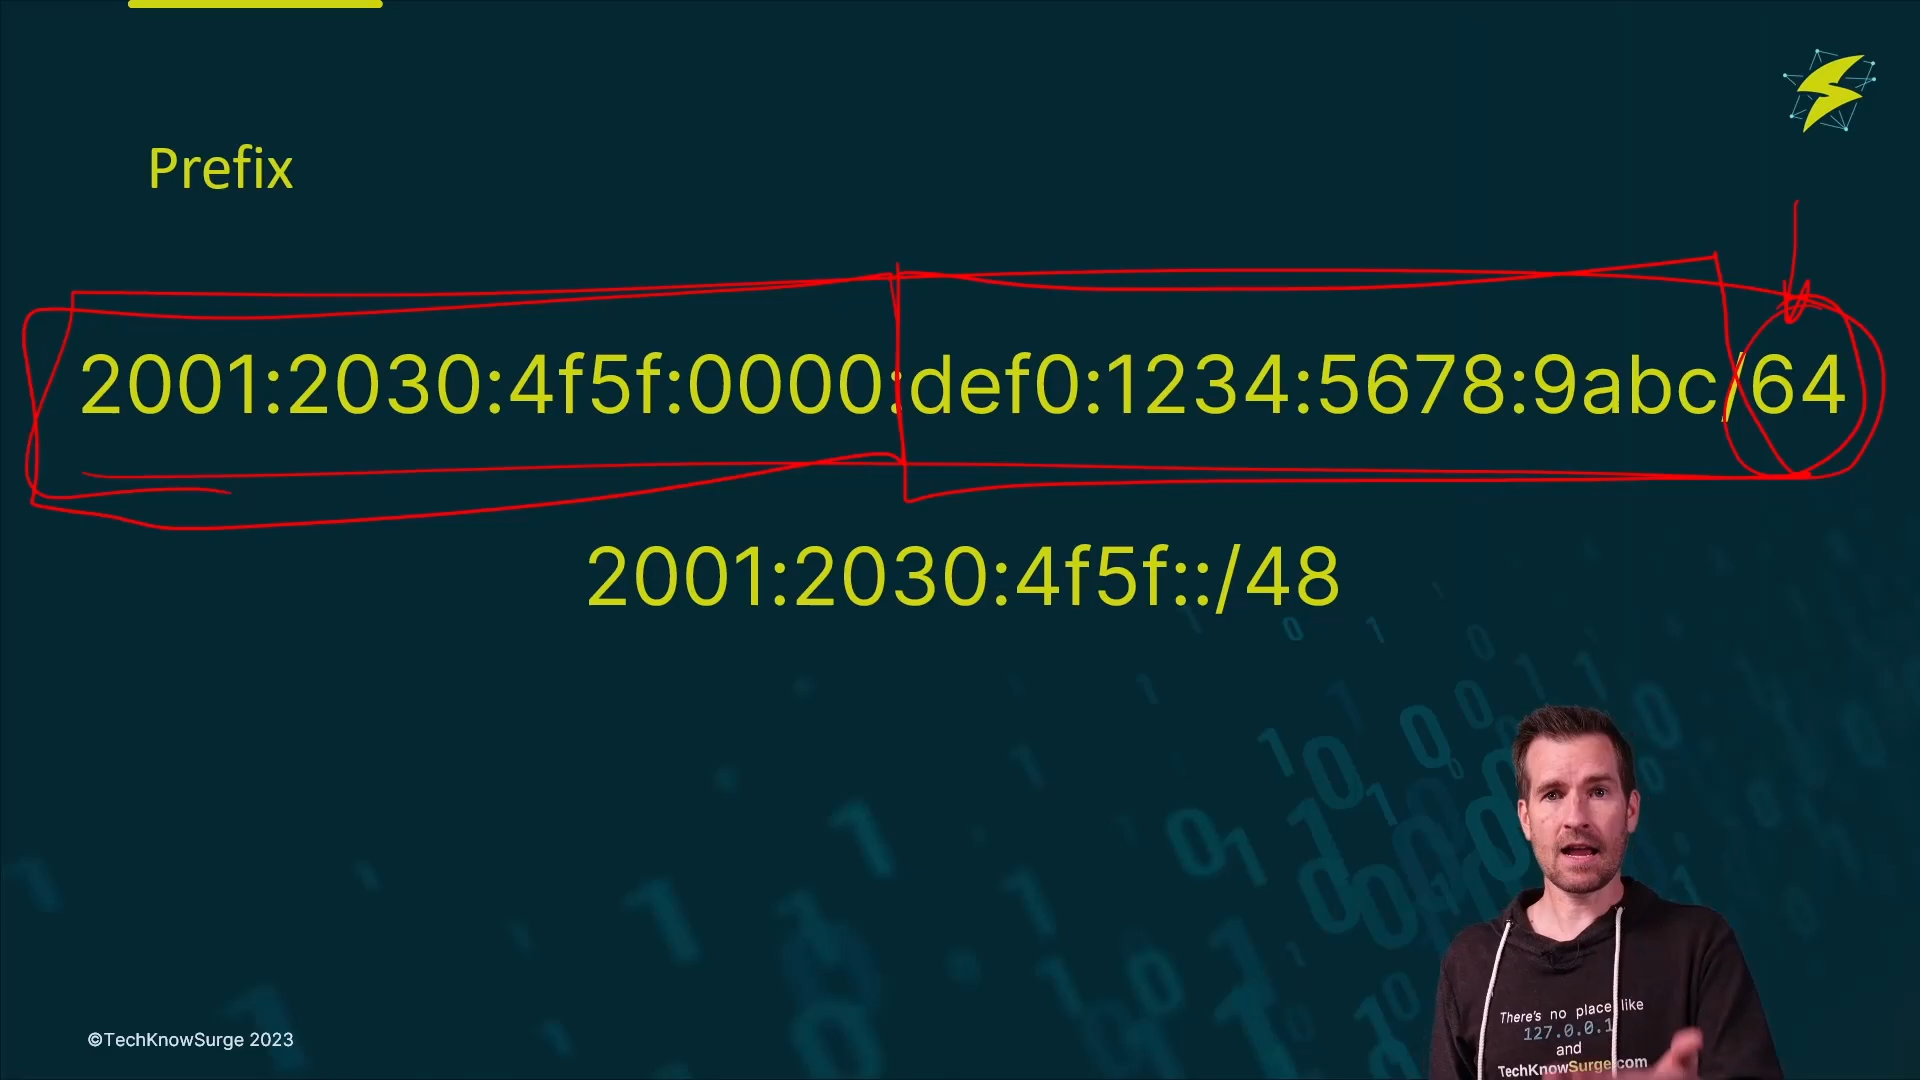 Prefix
2001:2030:4f5f:0000:def0:1234:5678:9abc/64
2001:2030:4f5f::/48
There's no place like
127.0.0.1
and
TechKnowSurge.com
©TechKnowSurge 2023